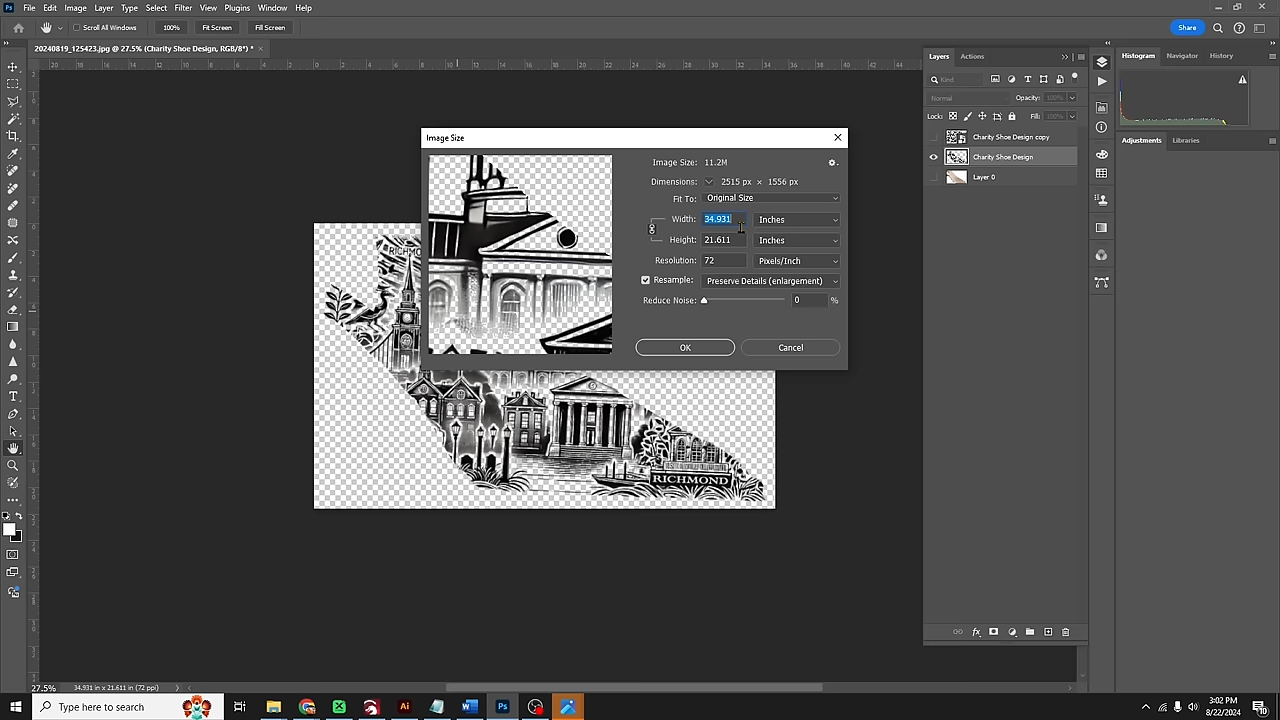 File Edit Image Layer Type Select Filter View Plugins Window Help
Scroll All Windows 100% Fit Screen Fill Screen Share
20240819_125423.jpg @ 27.5% (Charity Shoe Design, RGB/8*) *
Layers Actions
Histogram Navigator History
Kind
Normal Opacity: 100%
Lock: Fill: 100%
Charity Shoe Design copy
Charity Shoe Design
Layer 0
Adjustments Libraries
Image Size
Image Size: 11.2M
Dimensions: 2515 px × 1556 px
Fit To: Original Size
Width: 34.931 Inches
Height: 21.611 Inches
Resolution: 72 Pixels/Inch
Resample: Preserve Details (enlargement)
Reduce Noise: 0 %
OK Cancel
RICHMOND
RICHMOND
27.5% 34.931 in x 21.611 in (72 ppi)
Type here to search
3:02 PM
8/22/2024